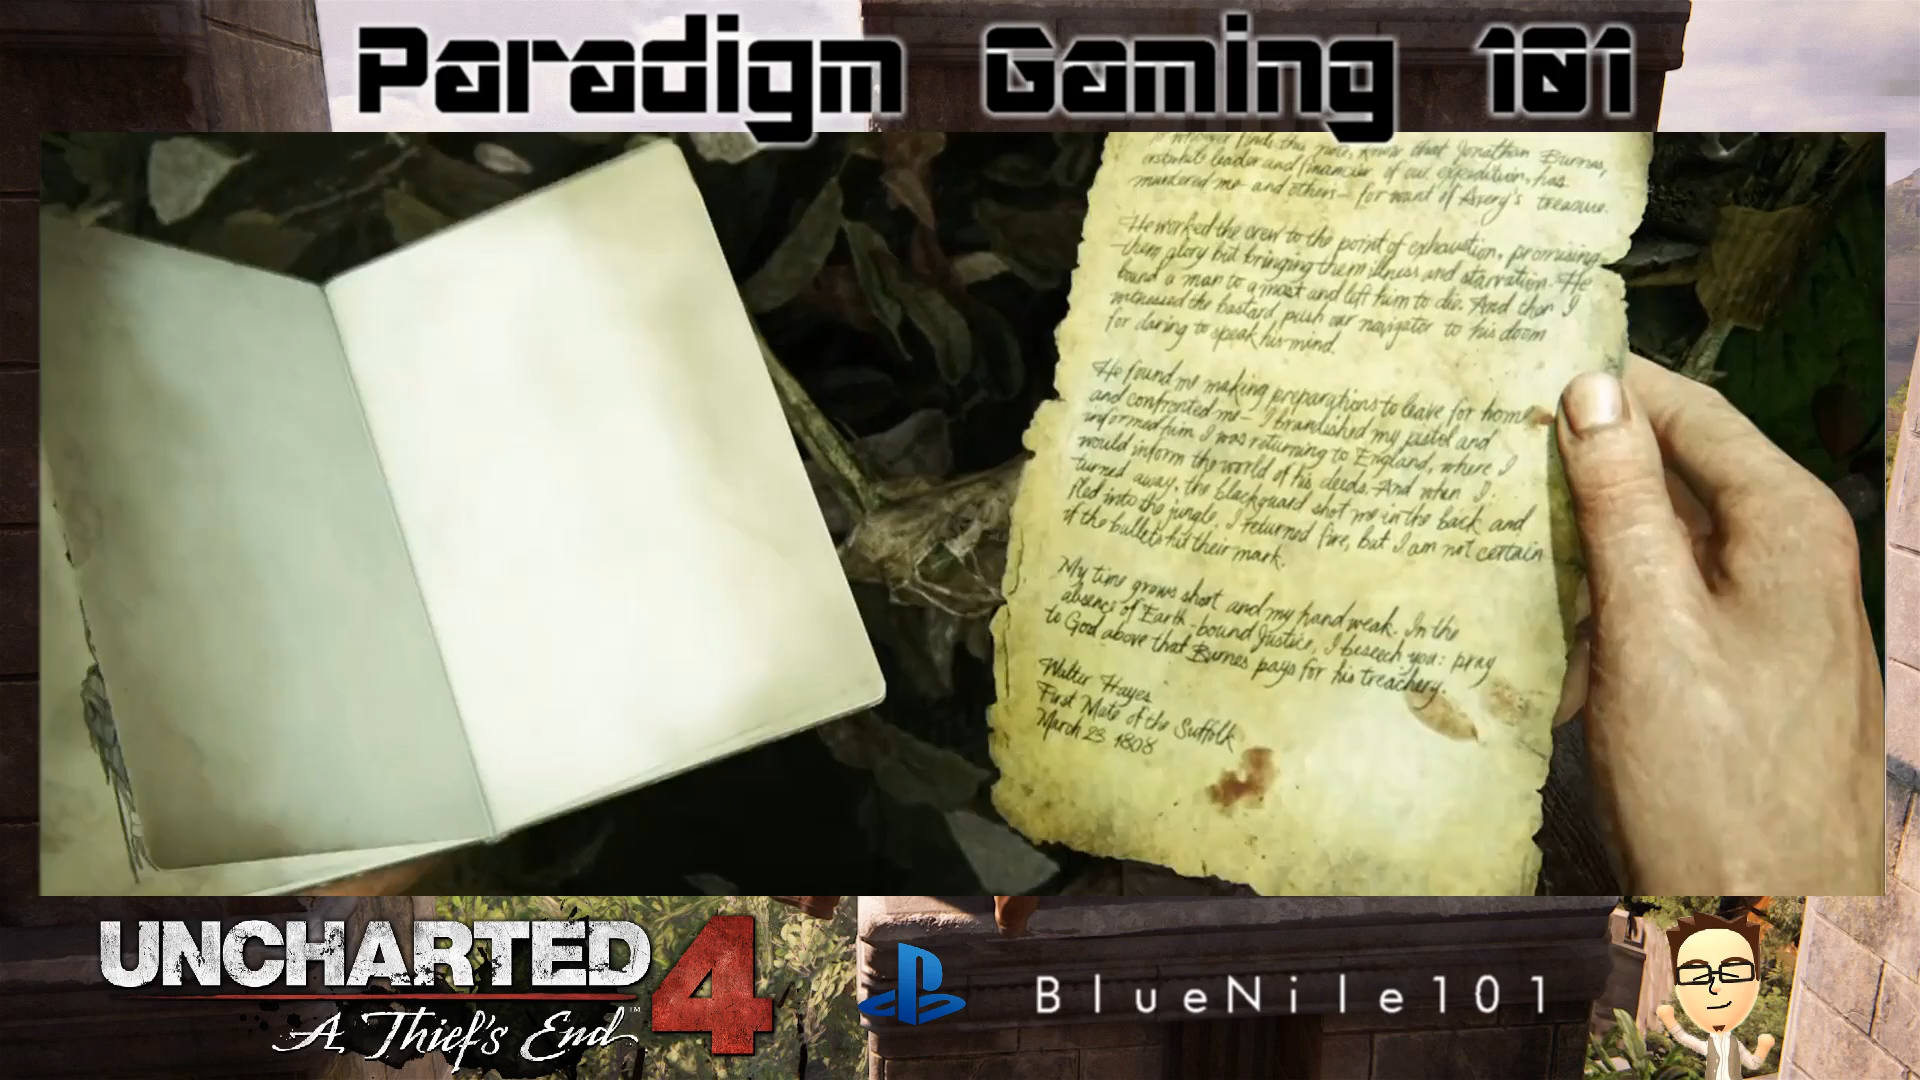 Paradigm Gaming 101
To whoever finds this note, know that Jonathan Burnes,
erstwhile leader and financier of our expedition, has
murdered me and others — for want of Avery's treasure.
He worked the crew to the point of exhaustion, promising
them glory but bringing them illness and starvation. He
bound a man to a mast and left him to die. And then I
witnessed the bastard push our navigator to his doom
for daring to speak his mind.
He found me making preparations to leave for home
and confronted me — I brandished my pistol and
informed him I was returning to England, where I
would inform the world of his deeds. And when I
turned away, the blackguard shot me in the back and
fled into the jungle. I returned fire, but I am not certain
if the bullets hit their mark.
My time grows short and my hand weak. In the
absence of Earth-bound Justice, I beseech you: pray
to God above that Burnes pays for his treachery.
Walter Hayes
First Mate of the Suffolk
March 23 1808
UNCHARTED 4
A Thief's End™
BlueNile101